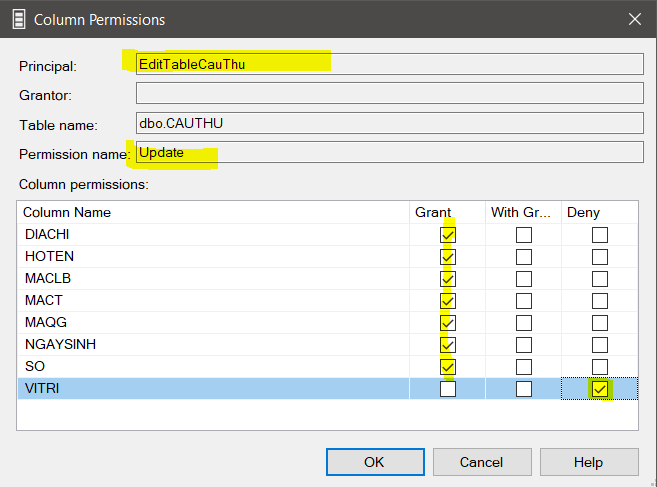 Column Permissions
Principal: EditTableCauThu
Grantor:
Table name: dbo.CAUTHU
Permission name: Update
Column permissions:
Column Name Grant With Gr... Deny
DIACHI
HOTEN
MACLB
MACT
MAQG
NGAYSINH
SO
VITRI
OK Cancel Help